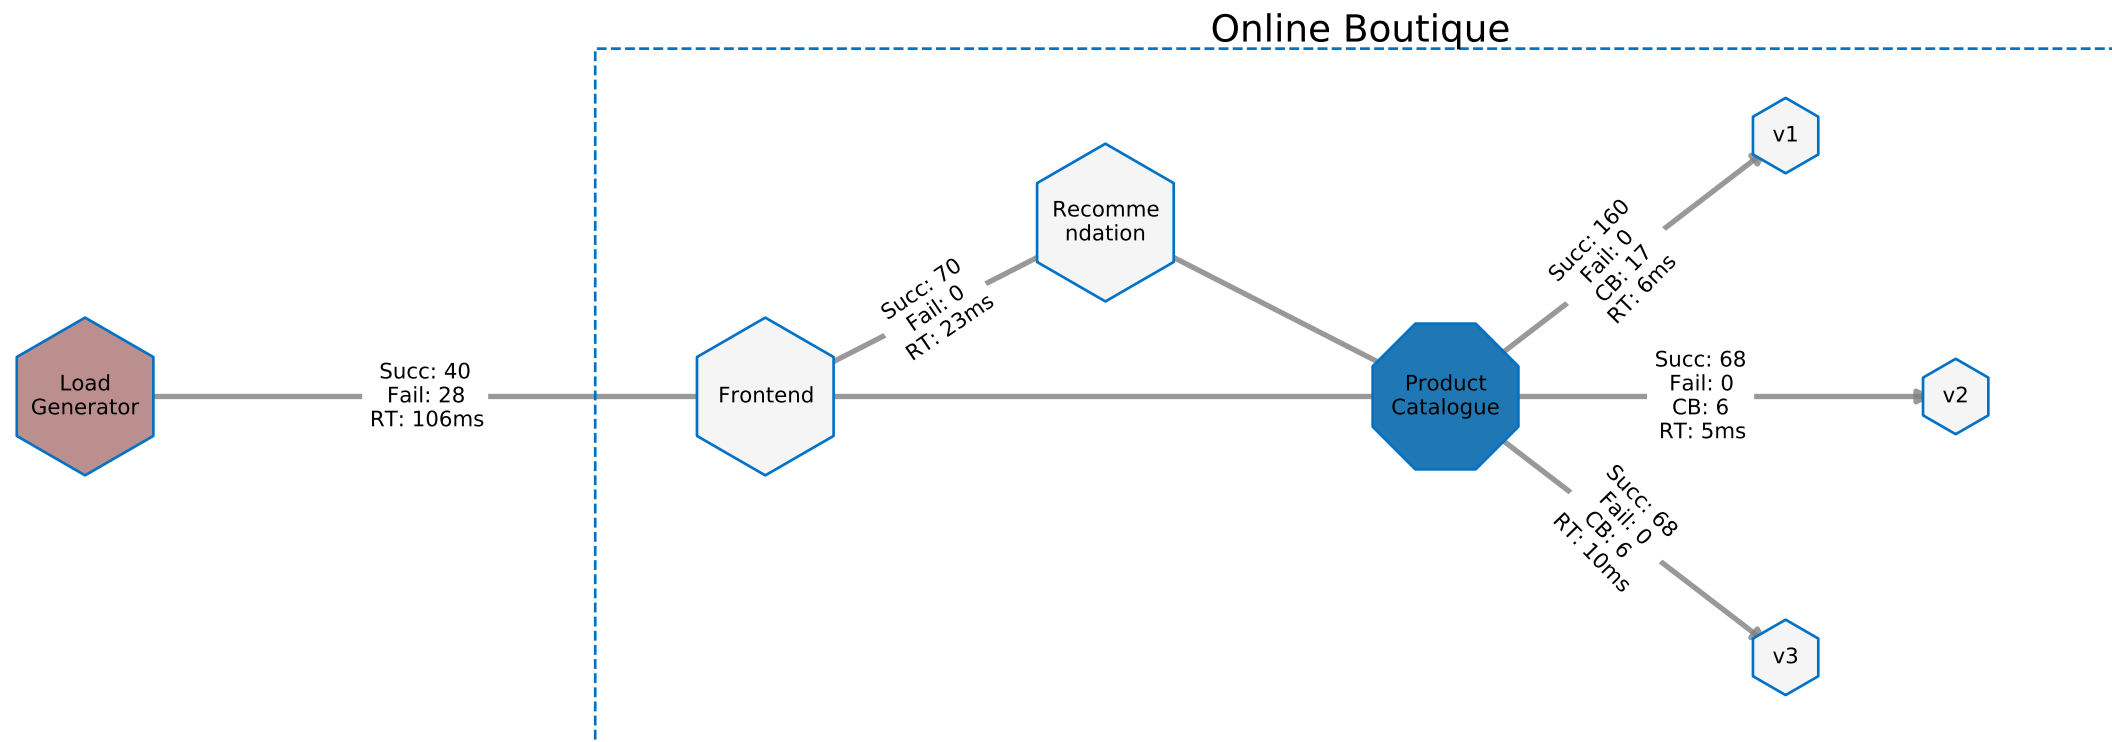 Online Boutique
Load
Generator
Succ: 40
Fail: 28
RT: 106ms
Frontend
Succ: 70
Fail: 0
RT: 23ms
Recomme
ndation
Product
Catalogue
Succ: 160
Fail: 0
CB: 17
RT: 6ms
v1
Succ: 68
Fail: 0
CB: 6
RT: 5ms
v2
Succ: 68
Fail: 0
CB: 6
RT: 10ms
v3